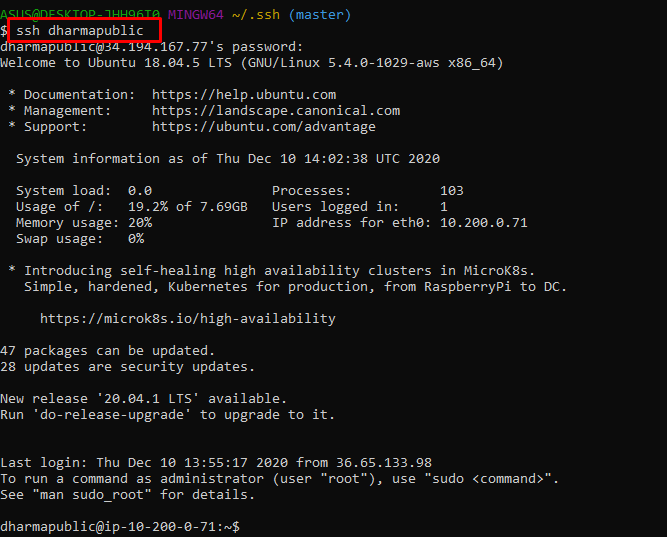 ASUS@DESKTOP-JHH96T0 MINGW64 ~/.ssh (master)
$ ssh dharmapublic
dharmapublic@34.194.167.77's password:
Welcome to Ubuntu 18.04.5 LTS (GNU/Linux 5.4.0-1029-aws x86_64)
* Documentation:  https://help.ubuntu.com
* Management:     https://landscape.canonical.com
* Support:        https://ubuntu.com/advantage
System information as of Thu Dec 10 14:02:38 UTC 2020
System load:  0.0               Processes:           103
Usage of /:   19.2% of 7.69GB   Users logged in:     1
Memory usage: 20%               IP address for eth0: 10.200.0.71
Swap usage:   0%
* Introducing self-healing high availability clusters in MicroK8s.
Simple, hardened, Kubernetes for production, from RaspberryPi to DC.
https://microk8s.io/high-availability
47 packages can be updated.
28 updates are security updates.
New release '20.04.1 LTS' available.
Run 'do-release-upgrade' to upgrade to it.
Last login: Thu Dec 10 13:55:17 2020 from 36.65.133.98
To run a command as administrator (user "root"), use "sudo <command>".
See "man sudo_root" for details.
dharmapublic@ip-10-200-0-71:~$